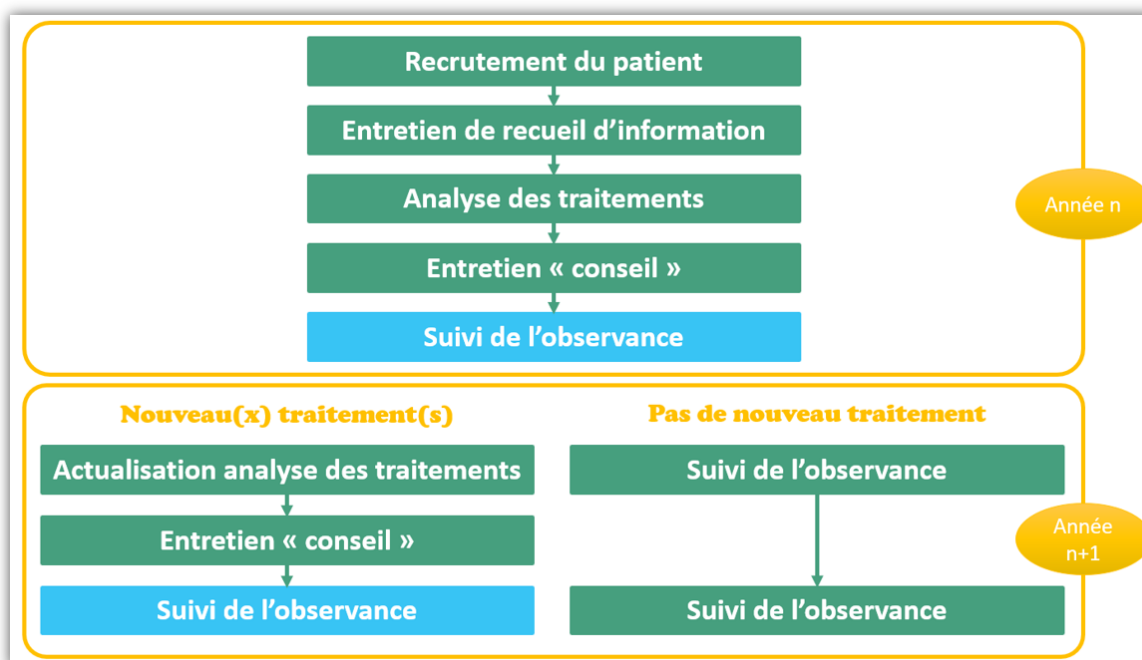 Recrutement du patient
Entretien de recueil d’information
Analyse des traitements
Année n
Entretien « conseil »
Suivi de l’observance
Nouveau(x) traitement(s)
Pas de nouveau traitement
Actualisation analyse des traitements
Suivi de l’observance
Entretien « conseil »
Année
n+1
Suivi de l’observance
Suivi de l’observance